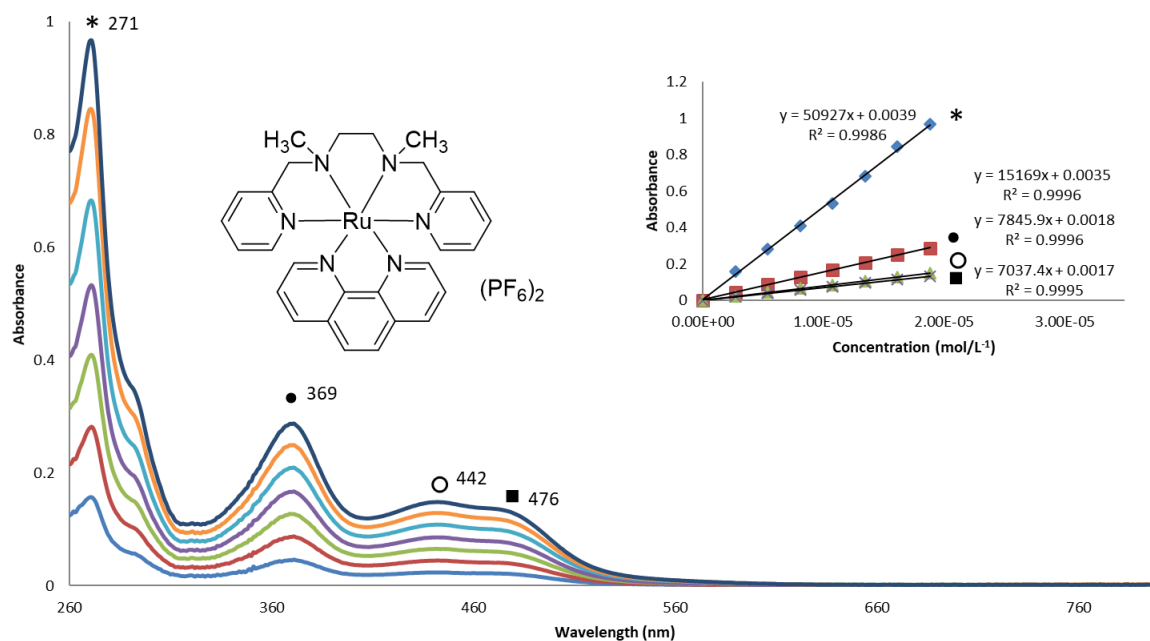 1
* 271
0.8
0.6
0.4
0.2
0
Absorbance
● 369
442
■ 476
260
360
460
560
660
760
Wavelength (nm)
H₃C
CH₃
N
N
N
Ru
N
N
N
(PF₆)₂
1.2
1
0.8
0.6
0.4
0.2
0
Absorbance
y = 50927x + 0.0039
R² = 0.9986
*
y = 15169x + 0.0035
R² = 0.9996
y = 7845.9x + 0.0018
R² = 0.9996
y = 7037.4x + 0.0017
R² = 0.9995
0.00E+00
1.00E-05
2.00E-05
3.00E-05
Concentration (mol/L⁻¹)